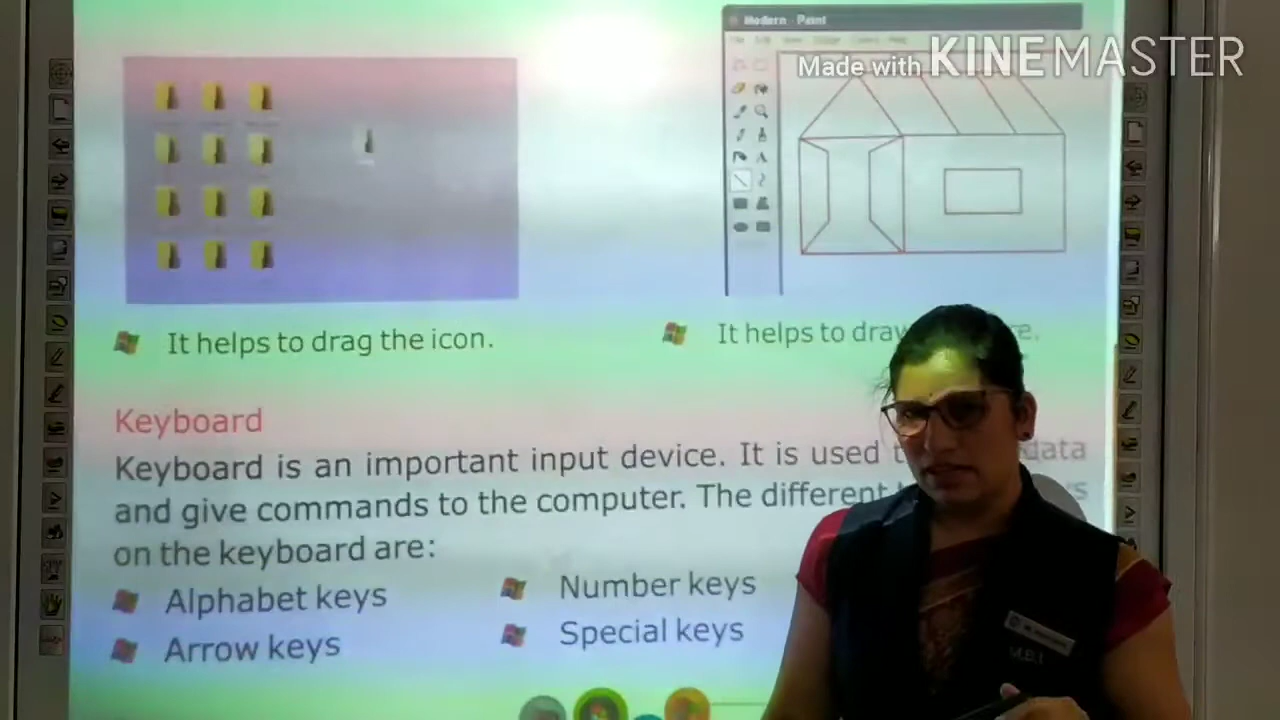 Modern Paint
Made with KINEMASTER
It helps to drag the icon.
It helps to draw
Keyboard
Keyboard is an important input device. It is used data
and give commands to the computer. The different
on the keyboard are:
Alphabet keys
Number keys
Arrow keys
Special keys